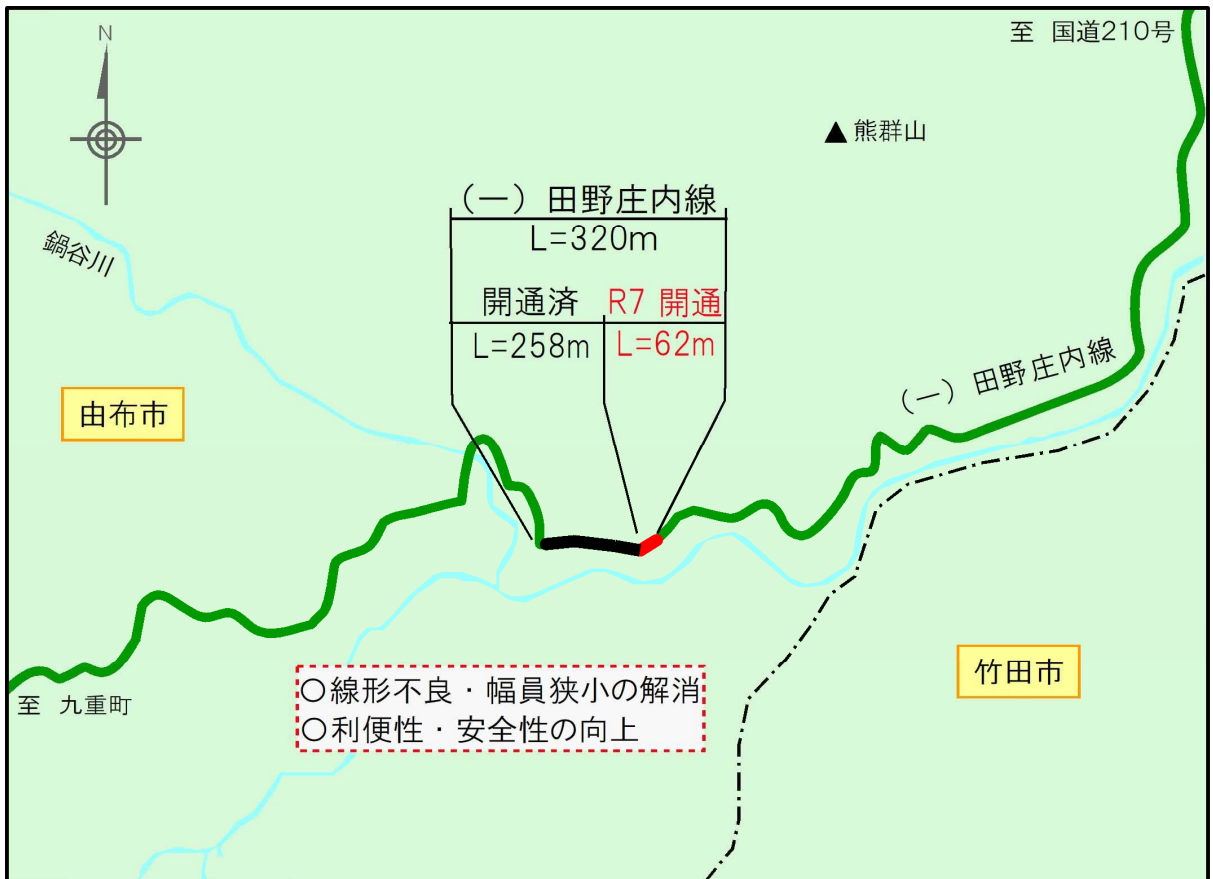 N
至 国道210号
▲熊群山
(一) 田野庄内線
L=320m
鍋谷川
開通済 R7 開通
L=258m L=62m
(一) 田野庄内線
由布市
竹田市
○線形不良・幅員狭小の解消
○利便性・安全性の向上
至 九重町